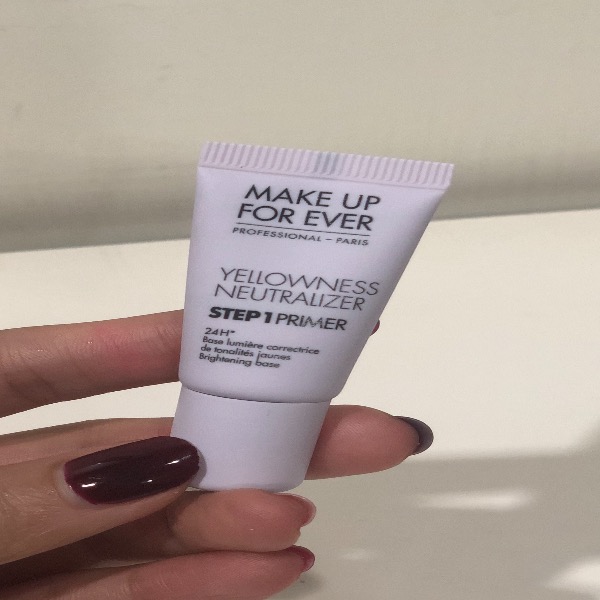 MAKE UP
FOR EVER
PROFESSIONAL – PARIS
YELLOWNESS
NEUTRALIZER
STEP 1 PRIMER
24H*
Base lumière correctrice
de tonalités jaunes
Brightening base